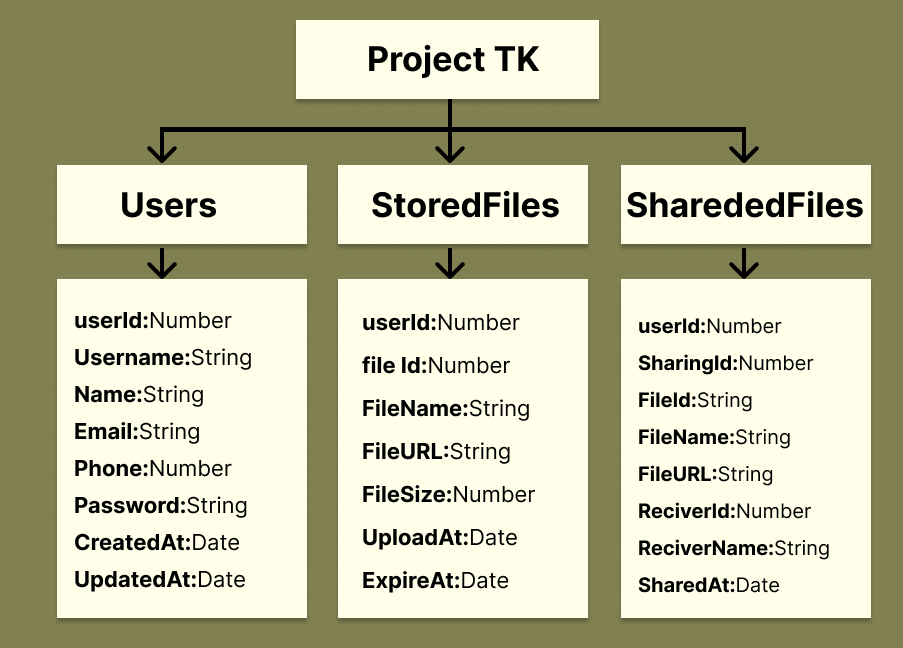 Project TK
Users
StoredFiles
SharededFiles
userId:Number
Username:String
Name:String
Email:String
Phone:Number
Password:String
CreatedAt:Date
UpdatedAt:Date
userId:Number
file Id:Number
FileName:String
FileURL:String
FileSize:Number
UploadAt:Date
ExpireAt:Date
userId:Number
SharingId:Number
FileId:String
FileName:String
FileURL:String
ReciverId:Number
ReciverName:String
SharedAt:Date